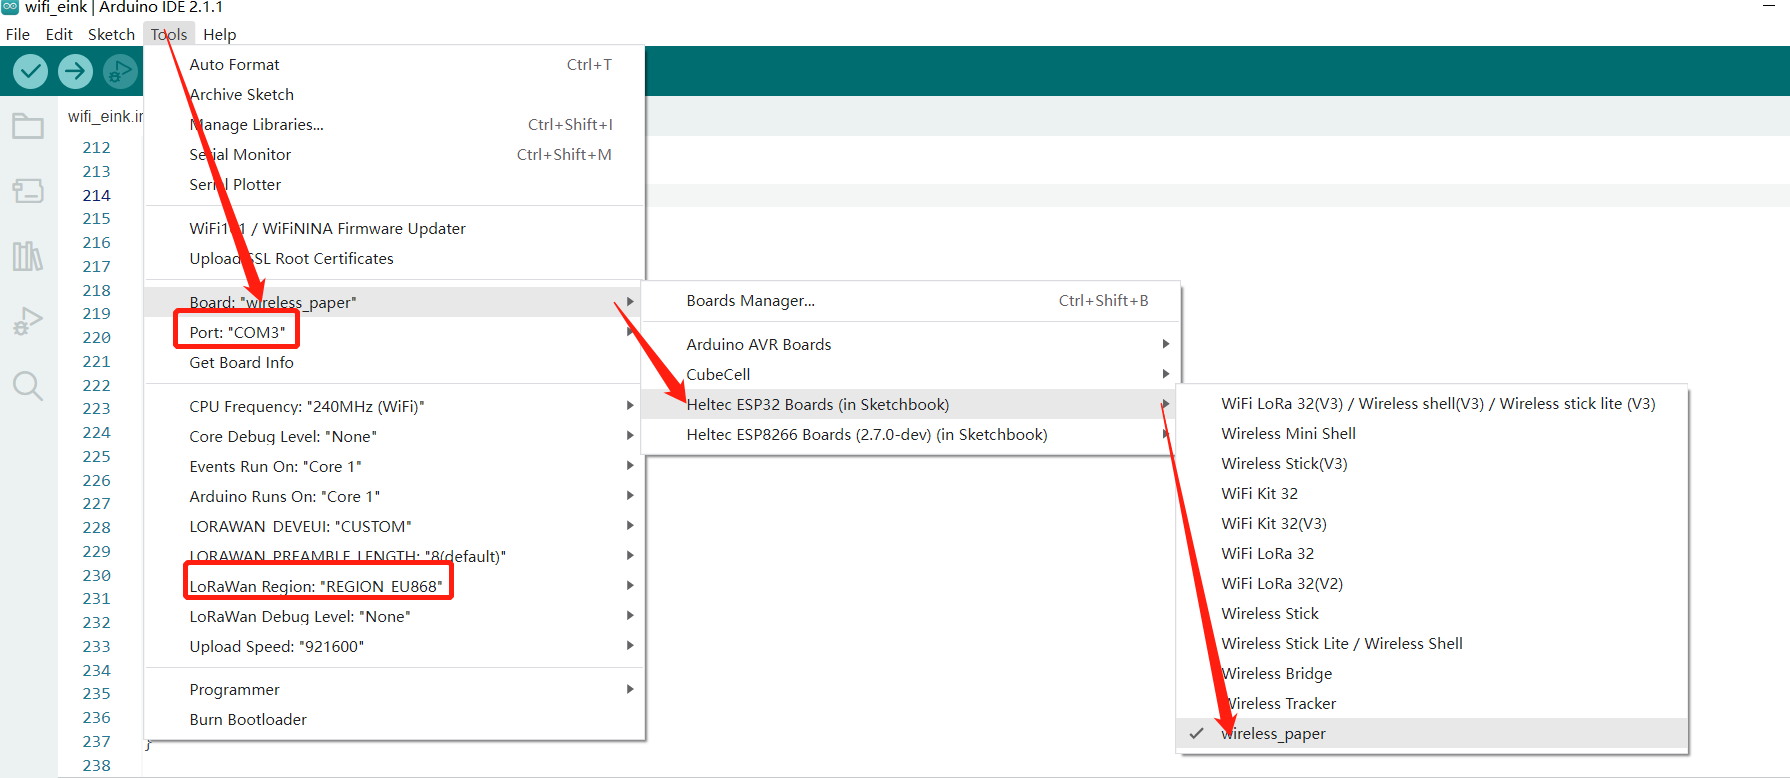 wifi_eink | Arduino IDE 2.1.1
File Edit Sketch Tools Help
wifi_eink.in
212
213
214
215
216
217
218
219
220
221
222
223
224
225
226
227
228
229
230
231
232
233
234
235
236
237 }
238
Auto Format Ctrl+T
Archive Sketch
Manage Libraries... Ctrl+Shift+I
Serial Monitor Ctrl+Shift+M
Serial Plotter
WiFi101 / WiFiNINA Firmware Updater
Upload SSL Root Certificates
Board: "wireless_paper"
Port: "COM3"
Get Board Info
CPU Frequency: "240MHz (WiFi)"
Core Debug Level: "None"
Events Run On: "Core 1"
Arduino Runs On: "Core 1"
LORAWAN_DEVEUI: "CUSTOM"
LORAWAN_PREAMBLE_LENGTH: "8(default)"
LoRaWan Region: "REGION_EU868"
LoRaWan Debug Level: "None"
Upload Speed: "921600"
Programmer
Burn Bootloader
Boards Manager... Ctrl+Shift+B
Arduino AVR Boards
CubeCell
Heltec ESP32 Boards (in Sketchbook)
Heltec ESP8266 Boards (2.7.0-dev) (in Sketchbook)
WiFi LoRa 32(V3) / Wireless shell(V3) / Wireless stick lite (V3)
Wireless Mini Shell
Wireless Stick(V3)
WiFi Kit 32
WiFi Kit 32(V3)
WiFi LoRa 32
WiFi LoRa 32(V2)
Wireless Stick
Wireless Stick Lite / Wireless Shell
Wireless Bridge
Wireless Tracker
wireless_paper